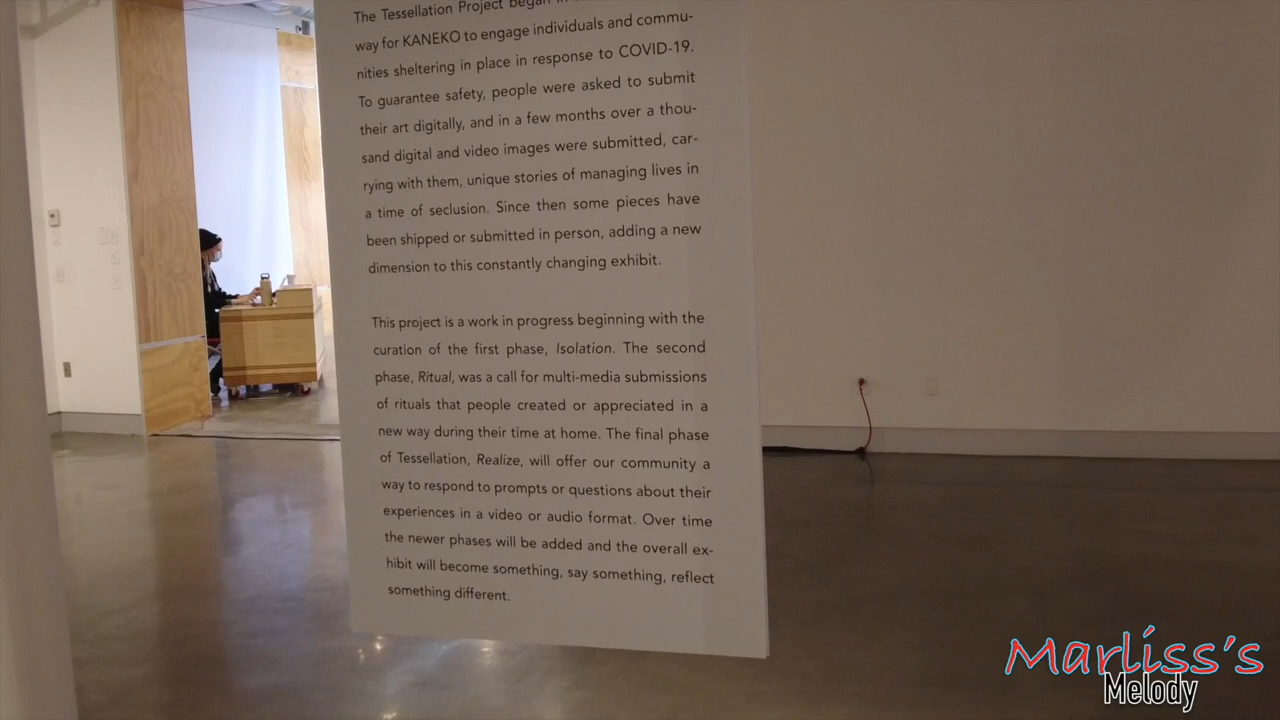 The Tessellation Project began in
way for KANEKO to engage individuals and commu-
nities sheltering in place in response to COVID-19.
To guarantee safety, people were asked to submit
their art digitally, and in a few months over a thou-
sand digital and video images were submitted, car-
rying with them, unique stories of managing lives in
a time of seclusion. Since then some pieces have
been shipped or submitted in person, adding a new
dimension to this constantly changing exhibit.
This project is a work in progress beginning with the
curation of the first phase, Isolation. The second
phase, Ritual, was a call for multi-media submissions
of rituals that people created or appreciated in a
new way during their time at home. The final phase
of Tessellation, Realize, will offer our community a
way to respond to prompts or questions about their
experiences in a video or audio format. Over time
the newer phases will be added and the overall ex-
hibit will become something, say something, reflect
something different.
Marliss's
Melody